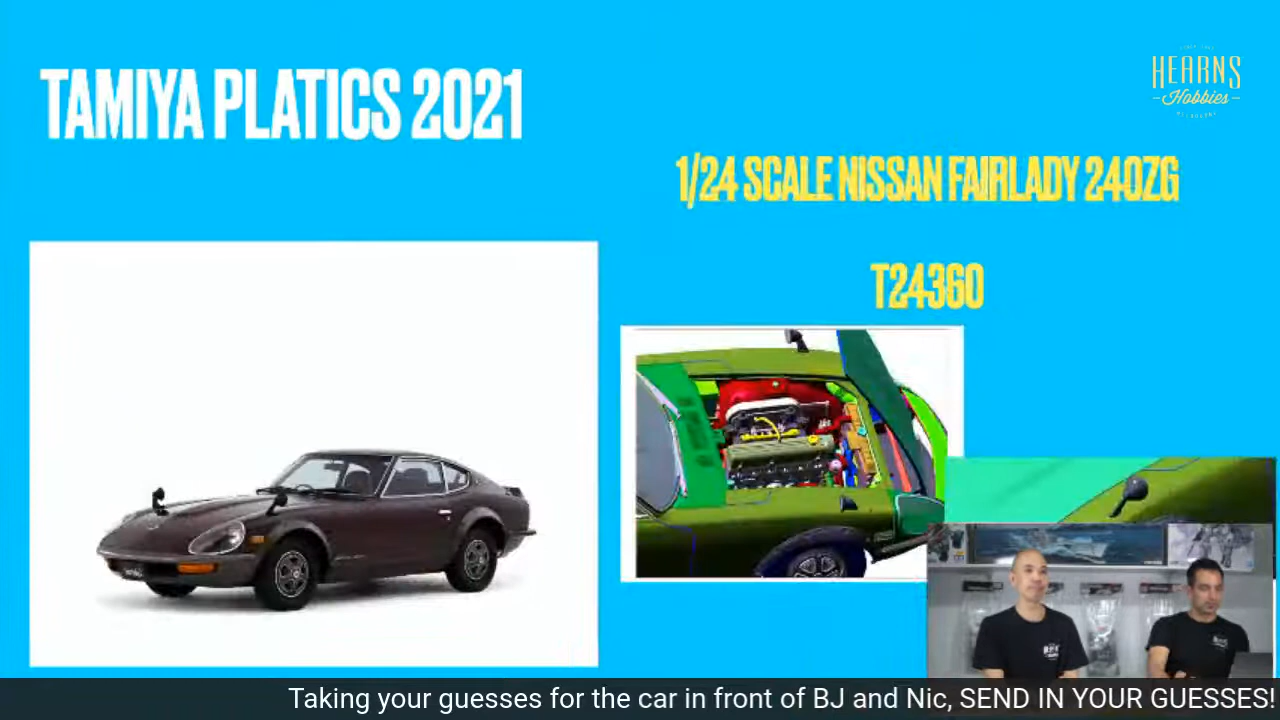 TAMIYA PLATICS 2021
HEARNS
Hobbies
MELBOURNE
1/24 SCALE NISSAN FAIRLADY 240ZG
T24360
Taking your guesses for the car in front of BJ and Nic, SEND IN YOUR GUESSES!